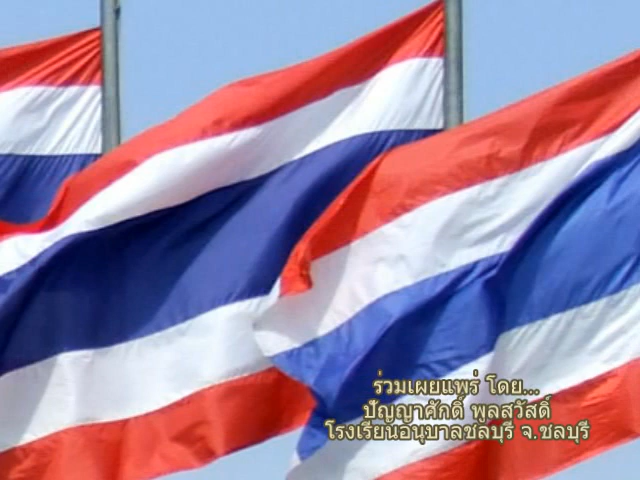 ร่วมเผยแพร่ โดย...
ปัญญาศักดิ์ พูลสวัสดิ์
โรงเรียนอนุบาลชลบุรี จ.ชลบุรี